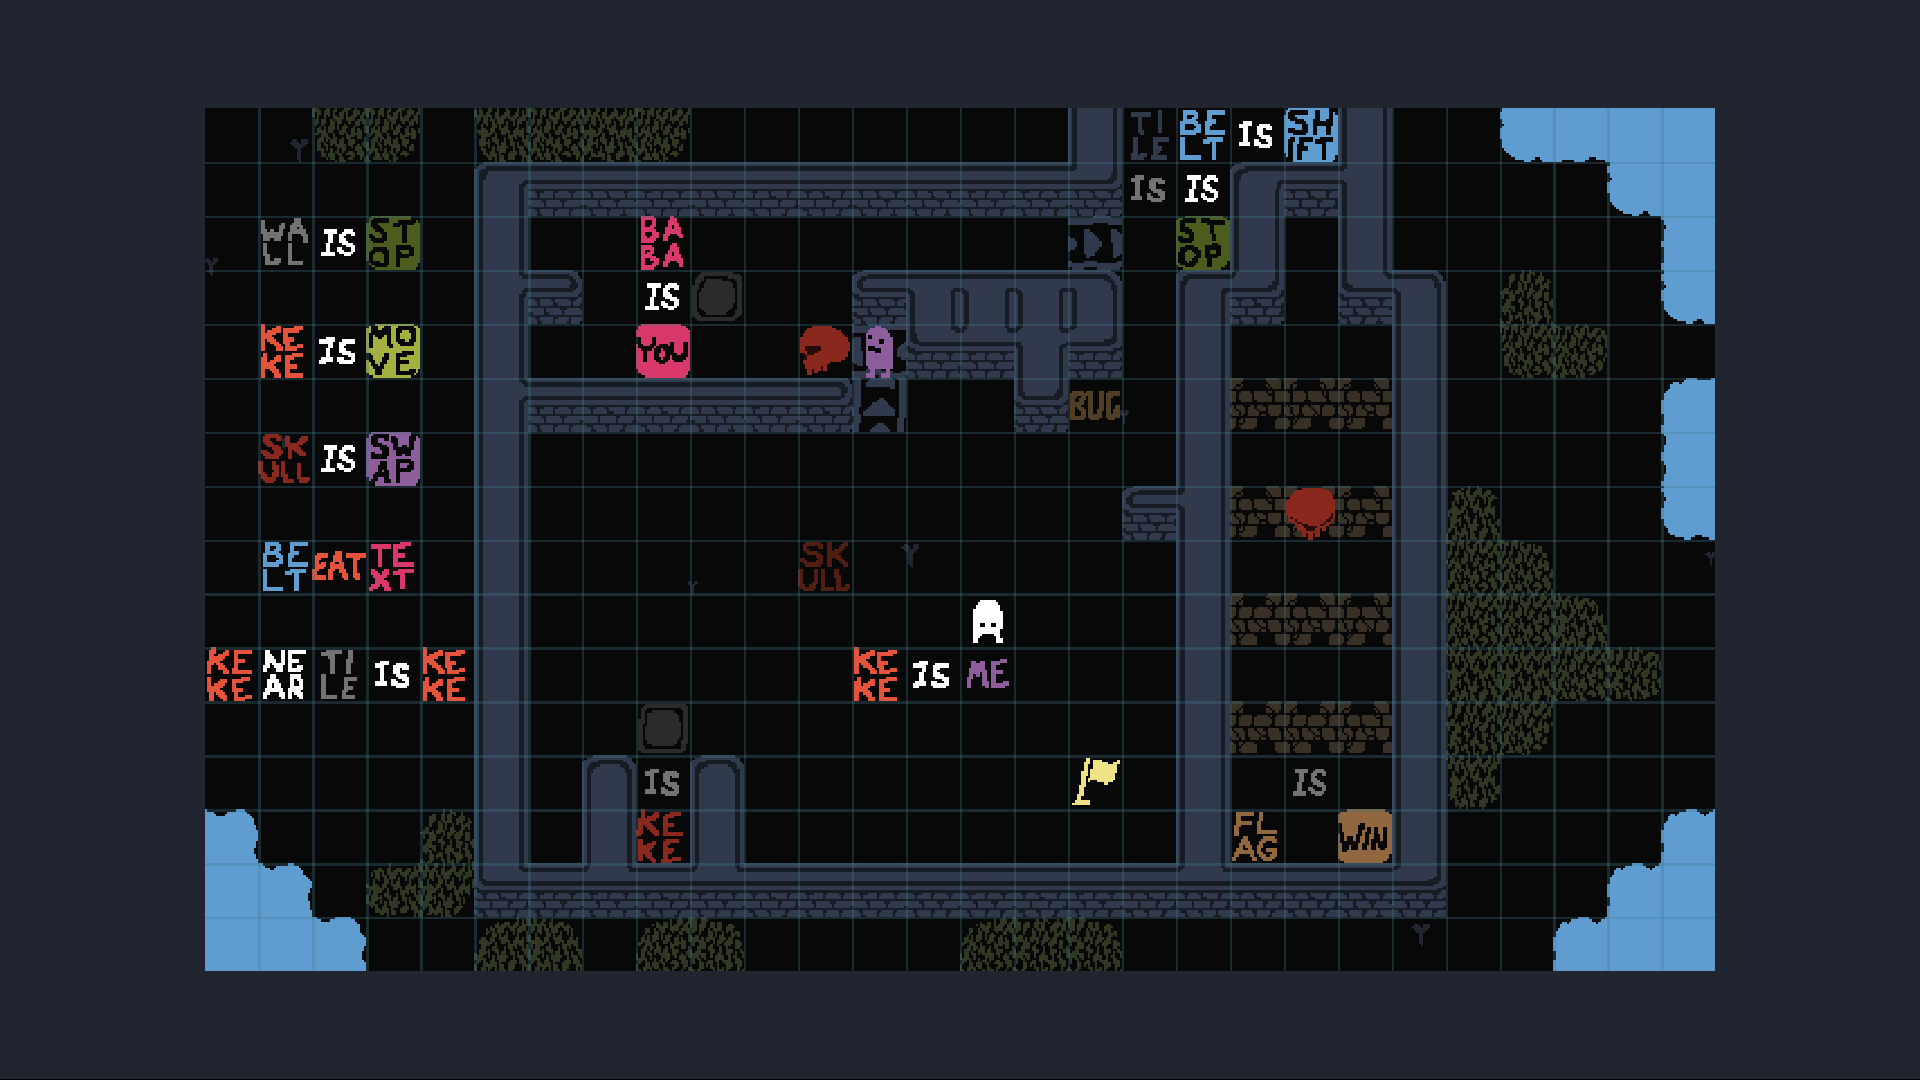 TILE BELT IS SHIFT
IS IS
WALL IS STOP BABA STOP
IS
KEKE IS MOVE YOU
BUG
SKULL IS SWAP
BELT EAT TEXT SKULL
KEKE NEAR TILE IS KEKE KEKE IS ME
IS IS
KEKE FLAG WIN